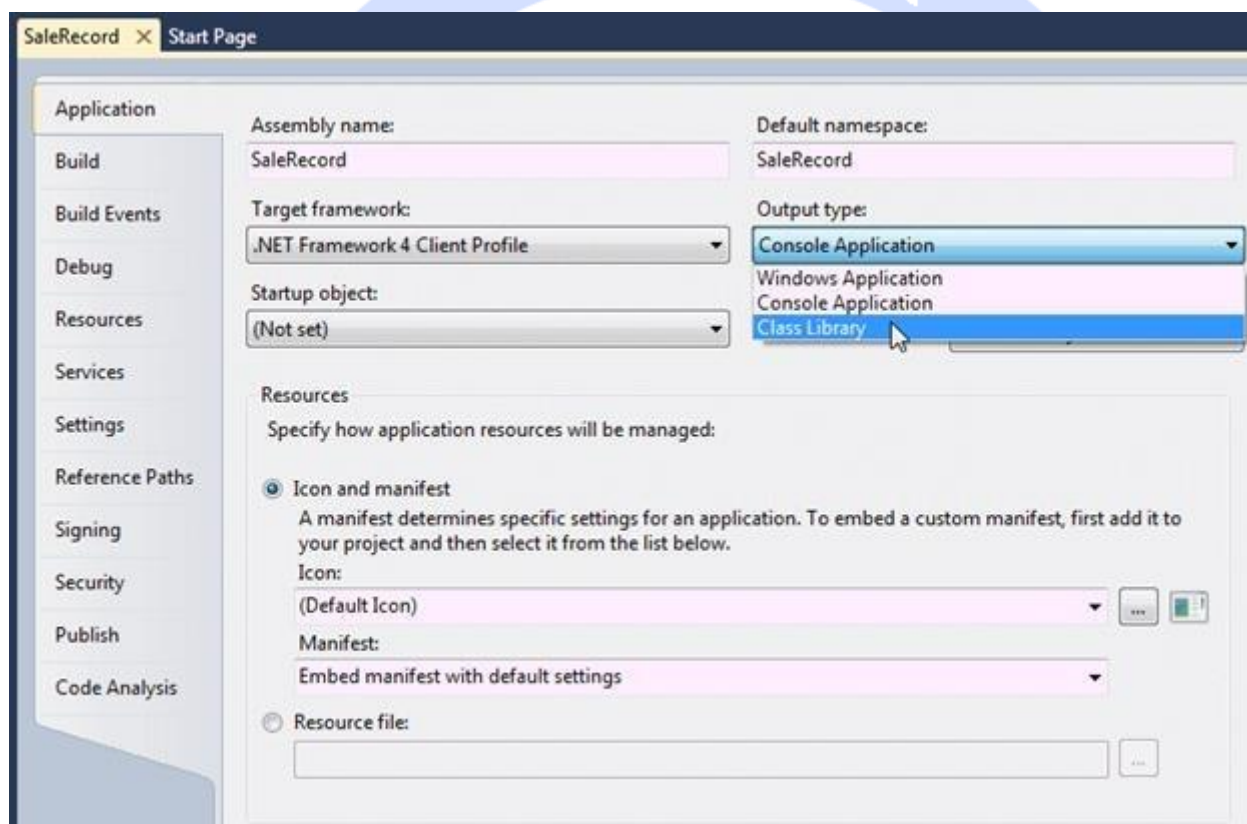 SaleRecord × Start Page
Application
Build
Build Events
Debug
Resources
Services
Settings
Reference Paths
Signing
Security
Publish
Code Analysis
Assembly name:
SaleRecord
Default namespace:
SaleRecord
Target framework:
.NET Framework 4 Client Profile
Output type:
Console Application
Windows Application
Console Application
Class Library
Startup object:
(Not set)
Resources
Specify how application resources will be managed:
Icon and manifest
A manifest determines specific settings for an application. To embed a custom manifest, first add it to
your project and then select it from the list below.
Icon:
(Default Icon)
...
Manifest:
Embed manifest with default settings
Resource file:
...